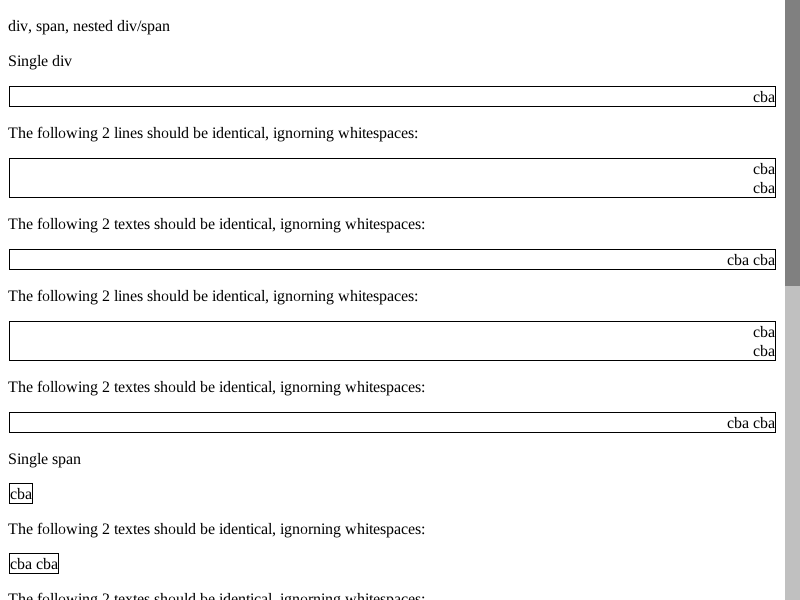 div, span, nested div/span
Single div
cba
The following 2 lines should be identical, ignorning whitespaces:
cba
cba
The following 2 textes should be identical, ignorning whitespaces:
cba cba
The following 2 lines should be identical, ignorning whitespaces:
cba
cba
The following 2 textes should be identical, ignorning whitespaces:
cba cba
Single span
cba
The following 2 textes should be identical, ignorning whitespaces:
cba cba
The following 2 textes should be identical, ignorning whitespaces: